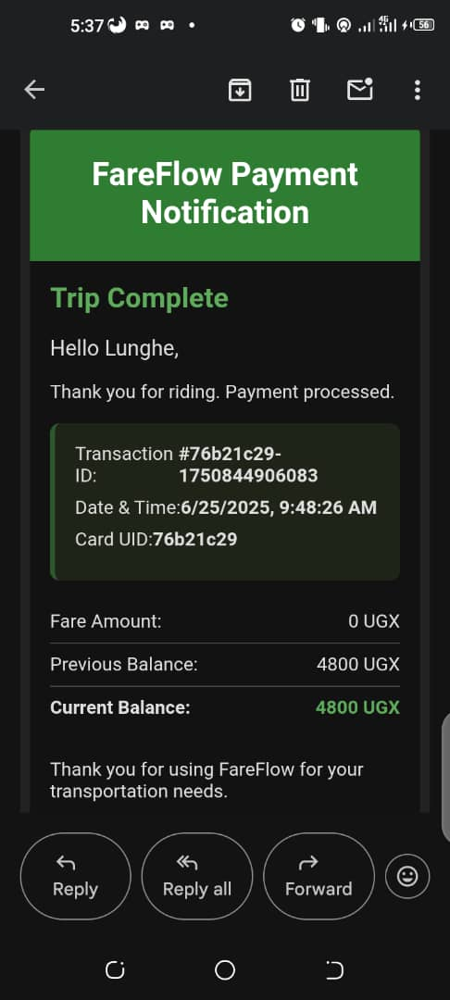 5:37
4G
56
FareFlow Payment
Notification
Trip Complete
Hello Lunghe,
Thank you for riding. Payment processed.
Transaction #76b21c29-
ID: 1750844906083
Date & Time:6/25/2025, 9:48:26 AM
Card UID:76b21c29
Fare Amount: 0 UGX
Previous Balance: 4800 UGX
Current Balance: 4800 UGX
Thank you for using FareFlow for your
transportation needs.
Reply Reply all Forward